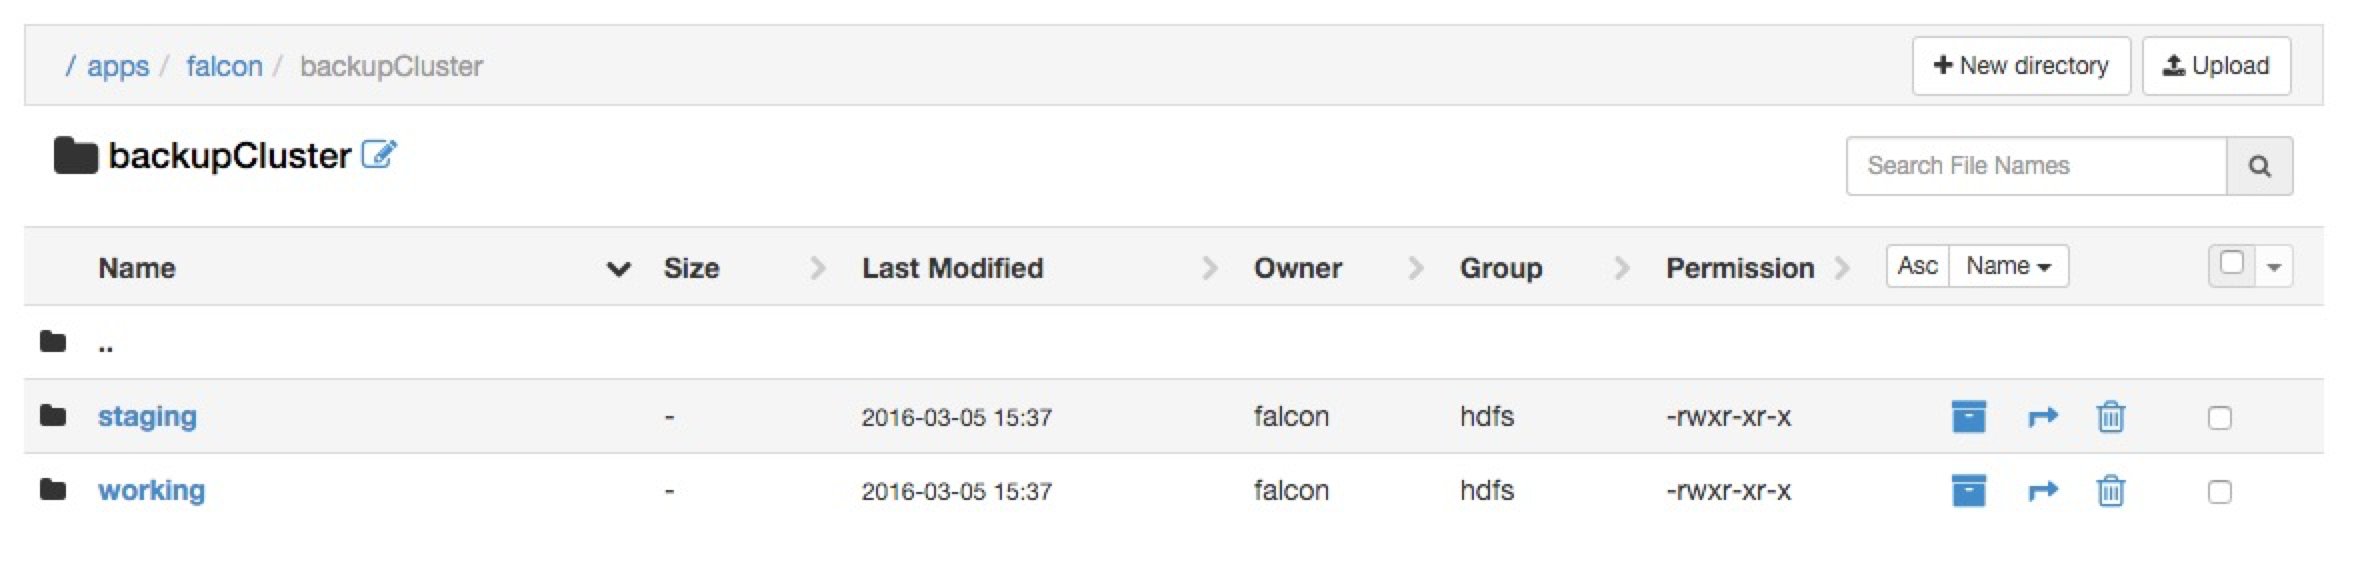 / apps / falcon / backupCluster New directory Upload
backupCluster
Search File Names
Name Size Last Modified Owner Group Permission Asc Name
..
staging - 2016-03-05 15:37 falcon hdfs -rwxr-xr-x
working - 2016-03-05 15:37 falcon hdfs -rwxr-xr-x